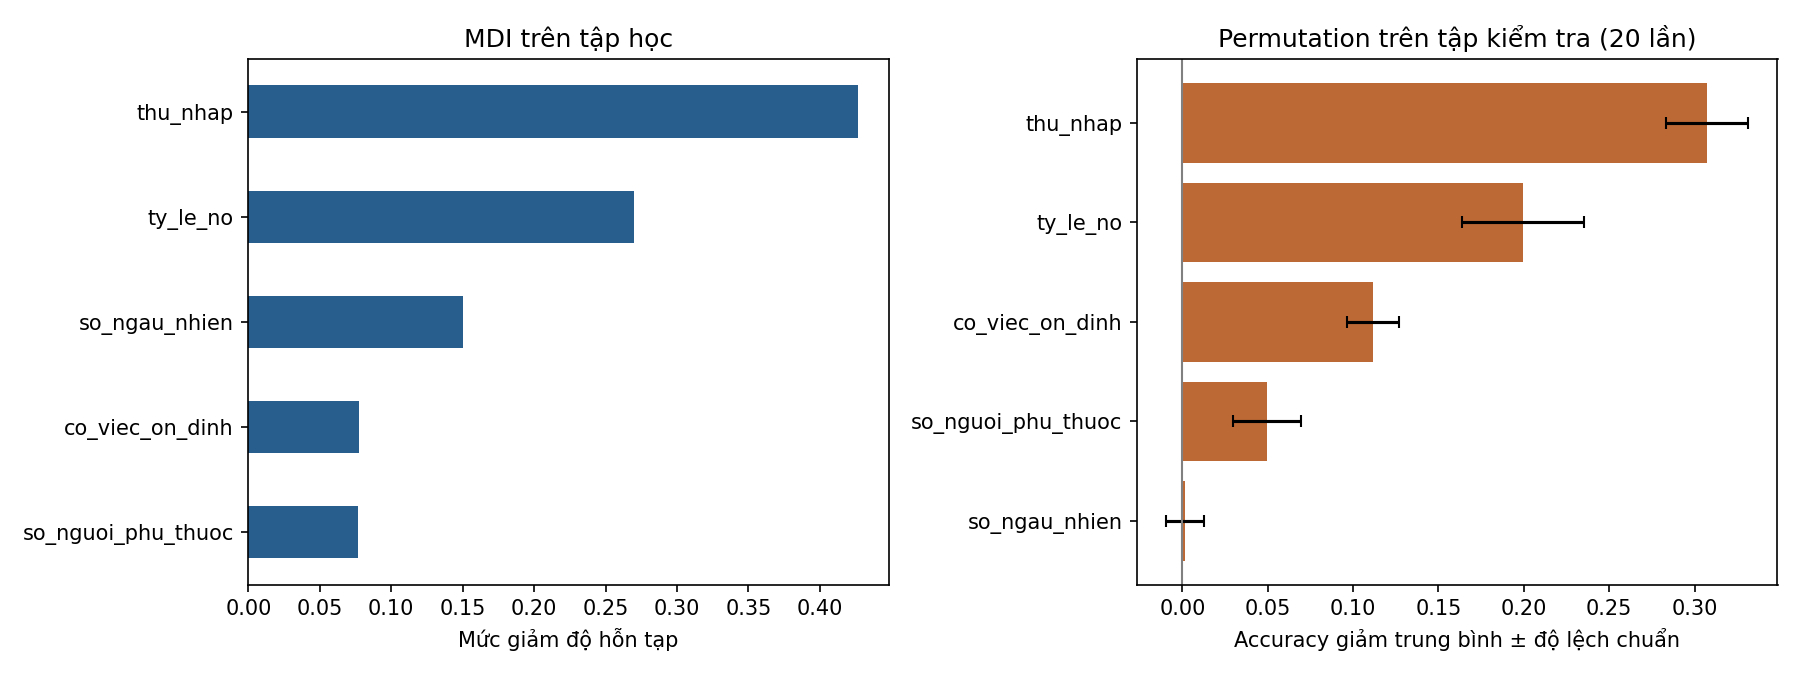 MDI trên tập học
thu_nhap
ty_le_no
so_ngau_nhien
co_viec_on_dinh
so_nguoi_phu_thuoc
0.00 0.05 0.10 0.15 0.20 0.25 0.30 0.35 0.40
Mức giảm độ hỗn tạp
Permutation trên tập kiểm tra (20 lần)
thu_nhap
ty_le_no
co_viec_on_dinh
so_nguoi_phu_thuoc
so_ngau_nhien
0.00 0.05 0.10 0.15 0.20 0.25 0.30
Accuracy giảm trung bình ± độ lệch chuẩn